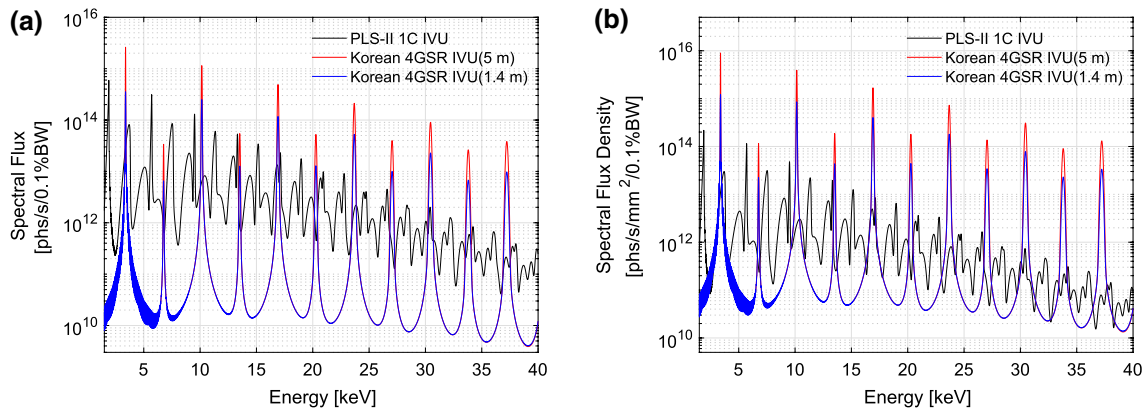 (a)
10^16
10^14
10^12
10^10
Spectral Flux
[phs/s/0.1%BW]
PLS-II 1C IVU
Korean 4GSR IVU(5 m)
Korean 4GSR IVU(1.4 m)
5 10 15 20 25 30 35 40
Energy [keV]
(b)
10^16
10^14
10^12
10^10
Spectral Flux Density
[phs/s/mm^2/0.1%BW]
PLS-II 1C IVU
Korean 4GSR IVU(5 m)
Korean 4GSR IVU(1.4 m)
5 10 15 20 25 30 35 40
Energy [keV]